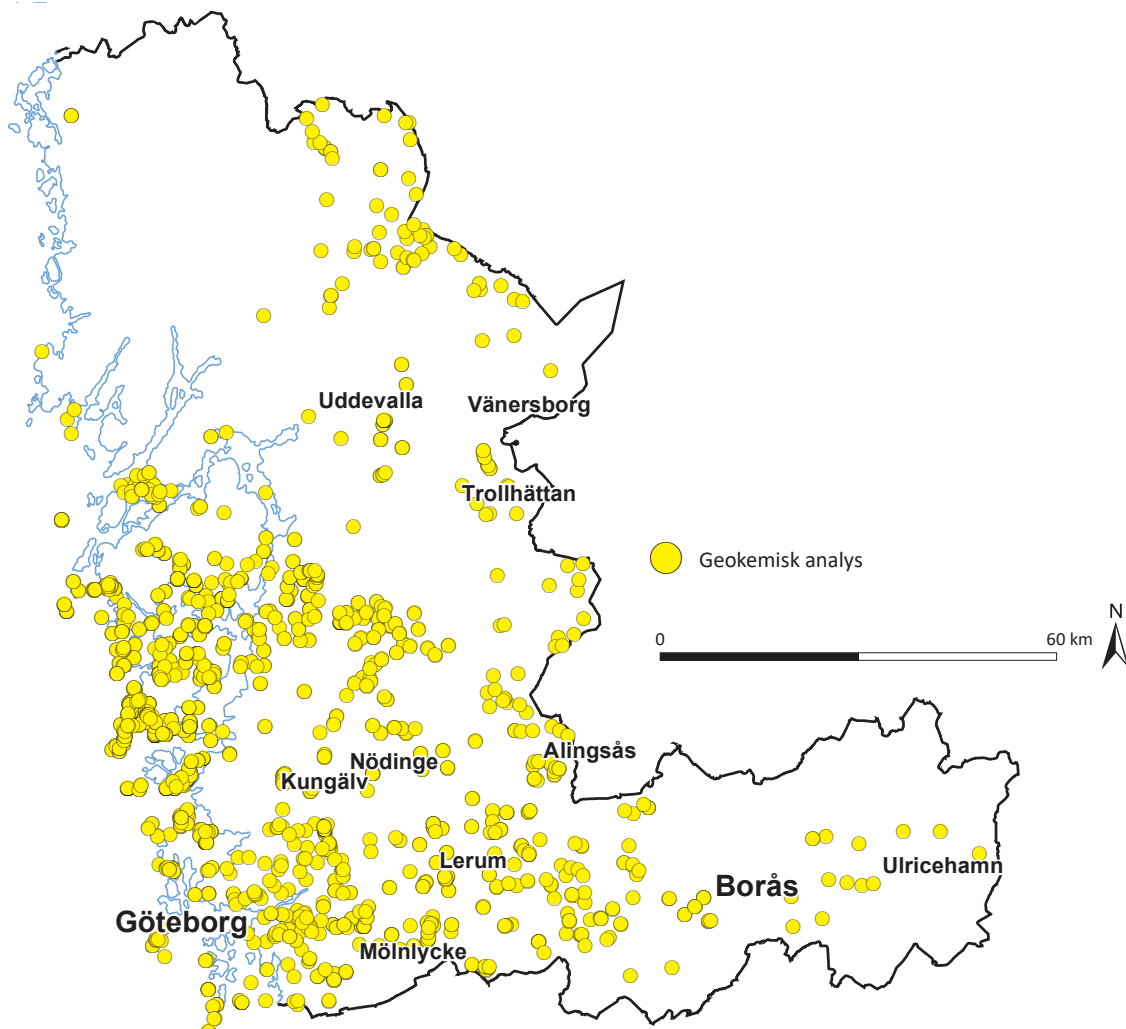 Uddevalla
Vänersborg
Trollhättan
Geokemisk analys
N
0
60 km
Alingsås
Nödinge
Kungälv
Lerum
Ulricehamn
Borås
Göteborg
Mölnlycke